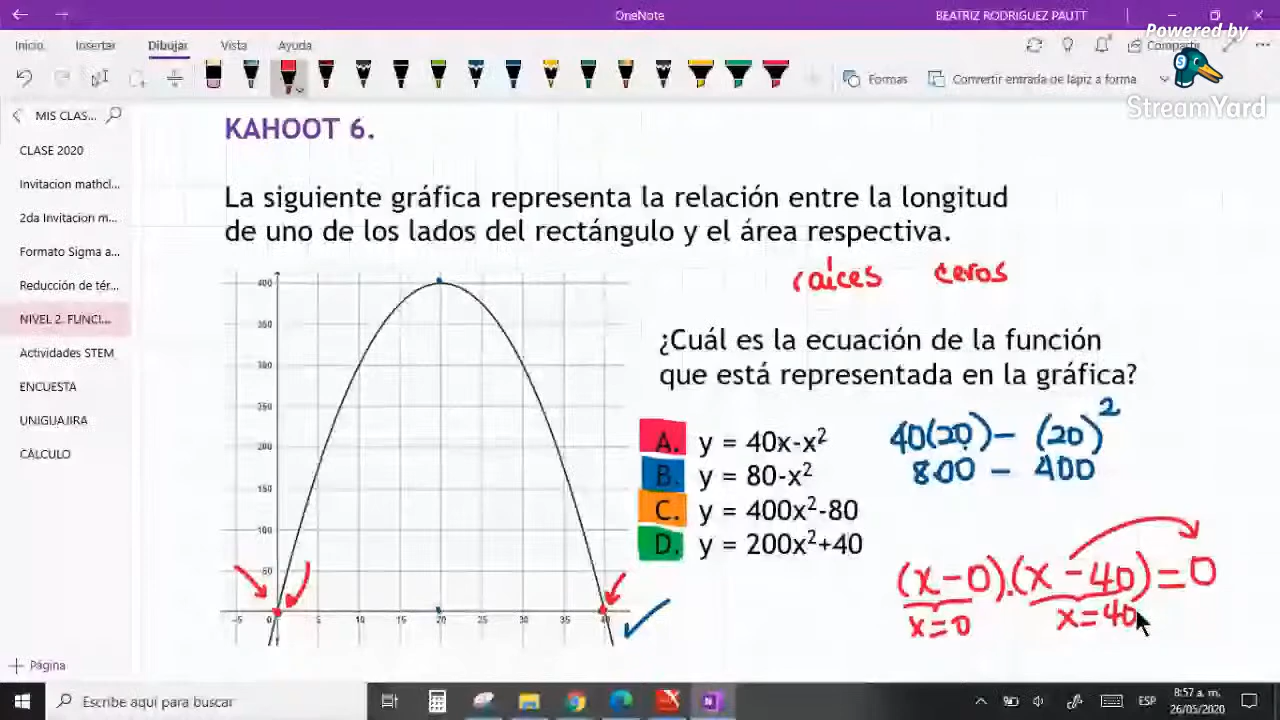 OneNote
BEATRIZ RODRIGUEZ PAUTT
Powered by
StreamYard
Inicio
Insertar
Dibujar
Vista
Ayuda
Compartir
Formas
Convertir entrada de lápiz a forma
MIS CLAS...
CLASE 2020
Invitacion mathcl...
2da Invitacion m...
Formato Sigma a...
Reducción de tér...
NIVEL 2. FUNCI...
Actividades STEM
ENCUESTA
UNIGUAJIRA
CÁLCULO
Página
KAHOOT 6.
La siguiente gráfica representa la relación entre la longitud
de uno de los lados del rectángulo y el área respectiva.
raíces ceros
400
350
300
250
200
150
100
50
-5 0 5 10 15 20 25 30 35 40
¿Cuál es la ecuación de la función
que está representada en la gráfica?
A. y = 40x-x²
B. y = 80-x²
C. y = 400x²-80
D. y = 200x²+40
40(20) - (20)²
800 - 400
(x-0).(x-40)=0
x=0 x=40
Escribe aquí para buscar
ESP
8:57 a. m.
26/05/2020